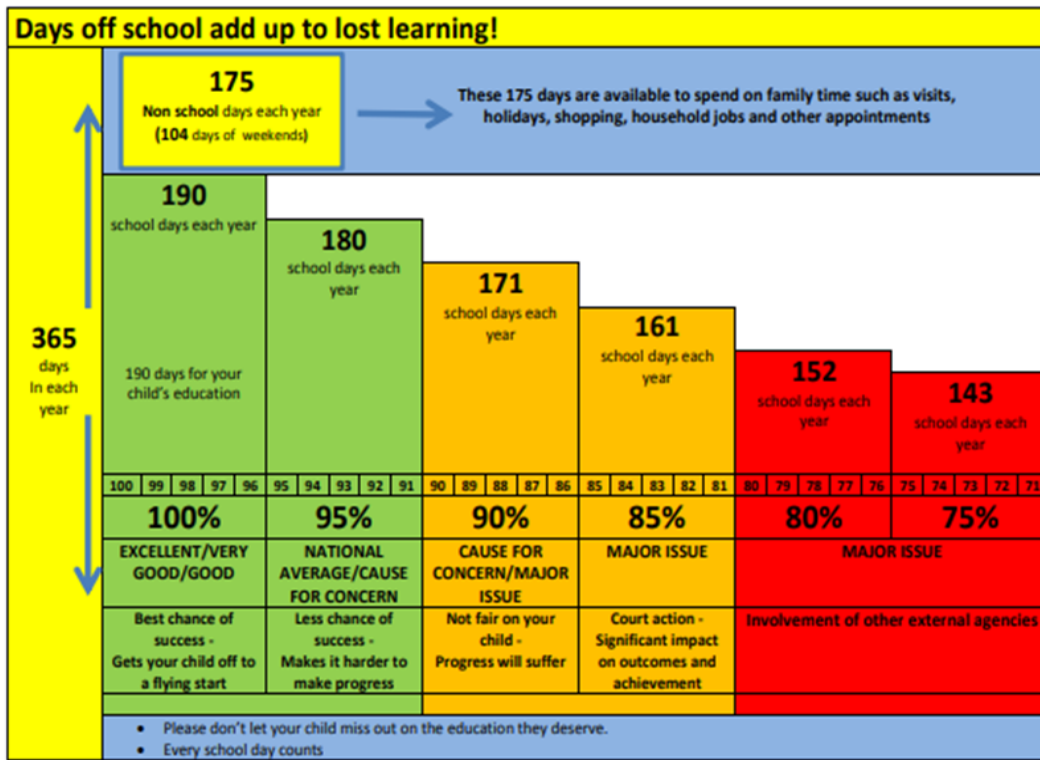 Days off school add up to lost learning!
175
Non school days each year
(104 days of weekends)
These 175 days are available to spend on family time such as visits,
holidays, shopping, household jobs and other appointments
365
days
In each
year
190
school days each year
190 days for your
child's education
180
school days each
year
171
school days each
year
161
school days each
year
152
school days each
year
143
school days each
year
100 99 98 97 96 95 94 93 92 91 90 89 88 87 86 85 84 83 82 81 80 79 78 77 76 75 74 73 72 71
100% 95% 90% 85% 80% 75%
EXCELLENT/VERY
GOOD/GOOD
NATIONAL
AVERAGE/CAUSE
FOR CONCERN
CAUSE FOR
CONCERN/MAJOR
ISSUE
MAJOR ISSUE
MAJOR ISSUE
Best chance of
success -
Gets your child off to
a flying start
Less chance of
success -
Makes it harder to
make progress
Not fair on your
child -
Progress will suffer
Court action -
Significant impact
on outcomes and
achievement
Involvement of other external agencies
• Please don't let your child miss out on the education they deserve.
• Every school day counts